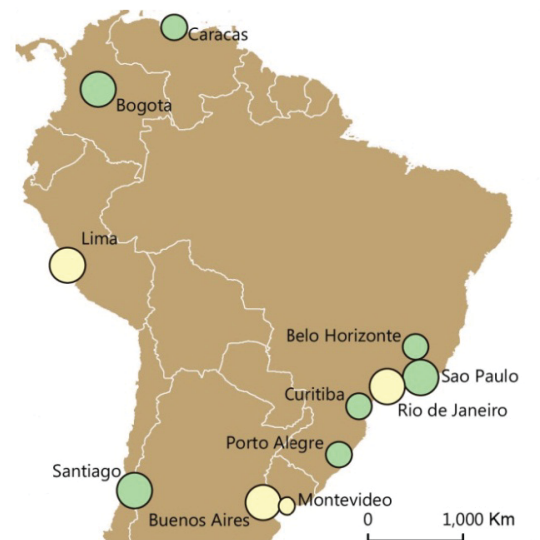 Caracas
Bogota
Lima
Belo Horizonte
Sao Paulo
Curitiba
Rio de Janeiro
Porto Alegre
Santiago
Montevideo
Buenos Aires
0 1,000 Km